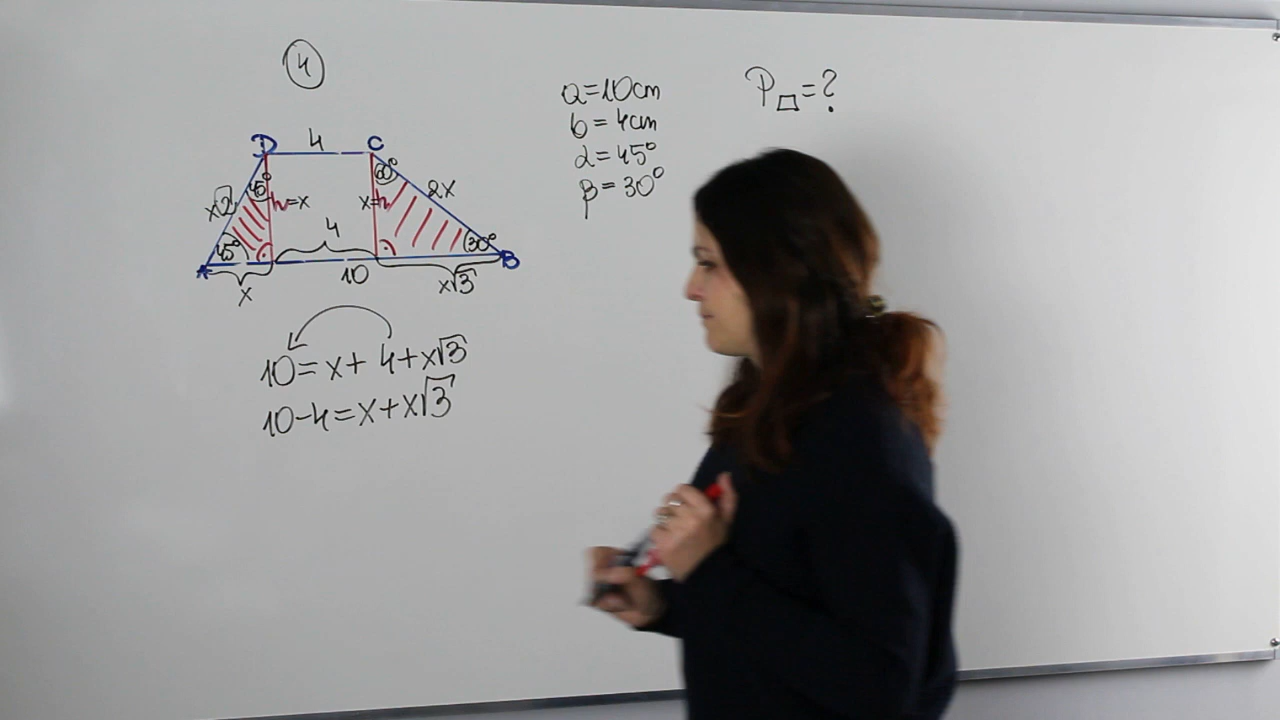 4
a=10cm
b=4cm
α=45°
β=30°
P▱=?
D 4 C
45° 60°
x√2 h=x x=h 2x
4
45° 30°
A 10 B
x x√3
10=x+4+x√3
10-4=x+x√3